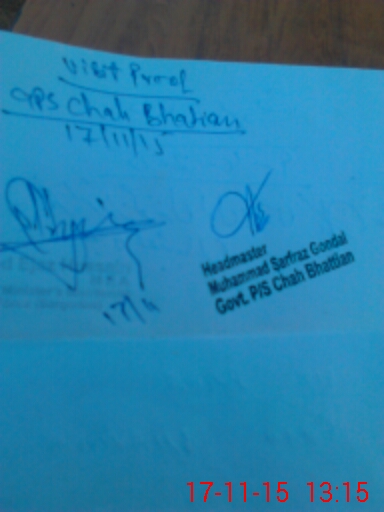 Visit Proof
GPS Chah Bhatian
17/11/15
17/11
Headmaster
Muhammad Sarfraz Gondal
Govt. P/S Chah Bhattian
17-11-15 13:15